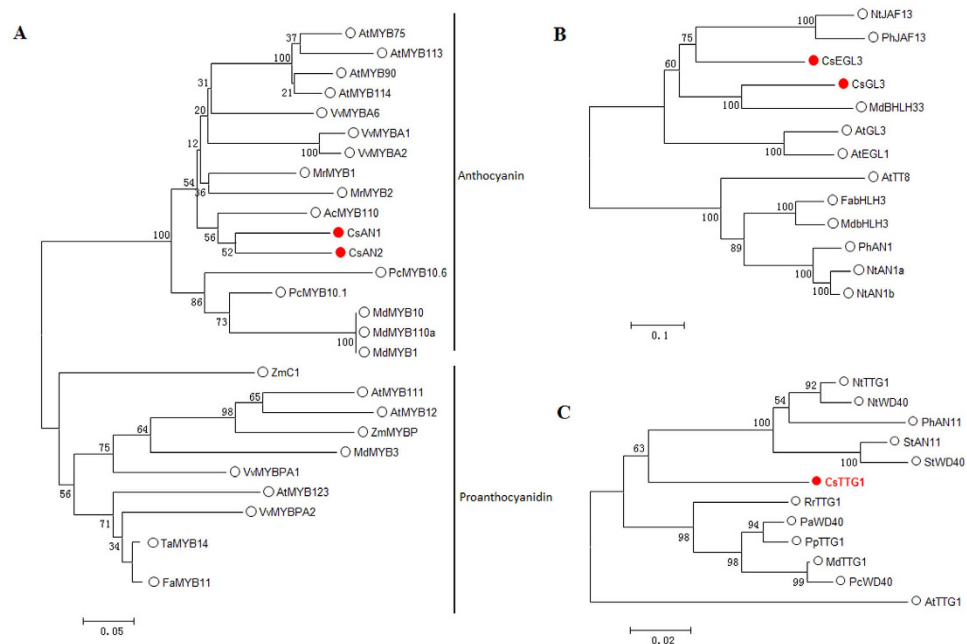 A
37
AtMYB75
AtMYB113
100
AtMYB90
31
21
AtMYB114
20
VvMYBA6
VvMYBA1
12
100
VvMYBA2
MrMYB1
54
36
MrMYB2
Anthocyanin
AcMYB110
56
CsAN1
100
52
CsAN2
PcMYB10.6
86
PcMYB10.1
73
MdMYB10
MdMYB110a
100
MdMYB1
ZmC1
65
AtMYB111
98
AtMYB12
64
ZmMYBP
75
MdMYB3
VvMYBPA1
56
AtMYB123
Proanthocyanidin
71
VvMYBPA2
34
TaMYB14
FaMYB11
0.05
B
100
NtJAF13
75
PhJAF13
60
CsEGL3
CsGL3
100
MdBHLH33
AtGL3
100
AtEGL1
AtTT8
100
FabHLH3
100
MdbHLH3
89
PhAN1
100
NtAN1a
100
NtAN1b
0.1
C
92
NtTTG1
54
NtWD40
100
PhAN11
StAN11
63
100
StWD40
CsTTG1
RrTTG1
94
PaWD40
98
PpTTG1
98
MdTTG1
99
PcWD40
AtTTG1
0.02